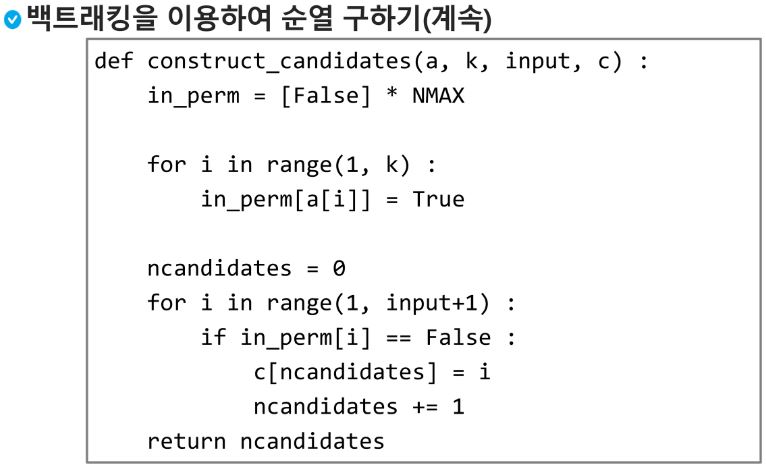 백트래킹을 이용하여 순열 구하기(계속)
def construct_candidates(a, k, input, c) :
    in_perm = [False] * NMAX

    for i in range(1, k) :
        in_perm[a[i]] = True

    ncandidates = 0
    for i in range(1, input+1) :
        if in_perm[i] == False :
            c[ncandidates] = i
            ncandidates += 1
    return ncandidates